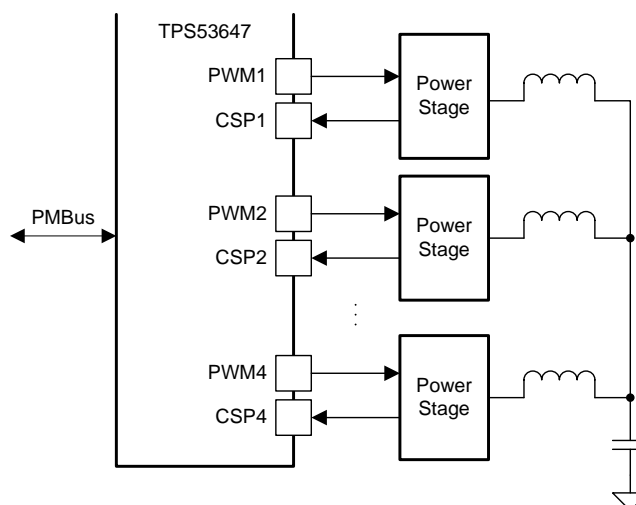 TPS53647
PWM1
CSP1
Power
Stage
PMBus
PWM2
CSP2
Power
Stage
PWM4
CSP4
Power
Stage